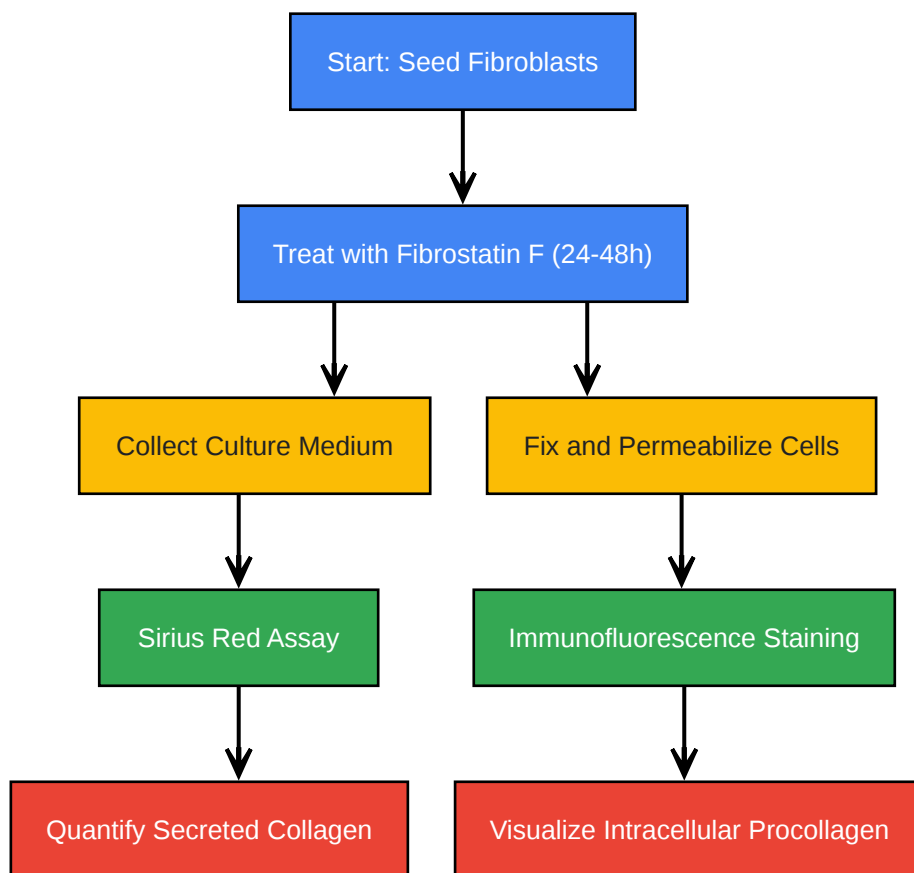 Start: Seed Fibroblasts
Treat with Fibrostatin F (24-48h)
Collect Culture Medium
Fix and Permeabilize Cells
Sirius Red Assay
Immunofluorescence Staining
Quantify Secreted Collagen
Visualize Intracellular Procollagen